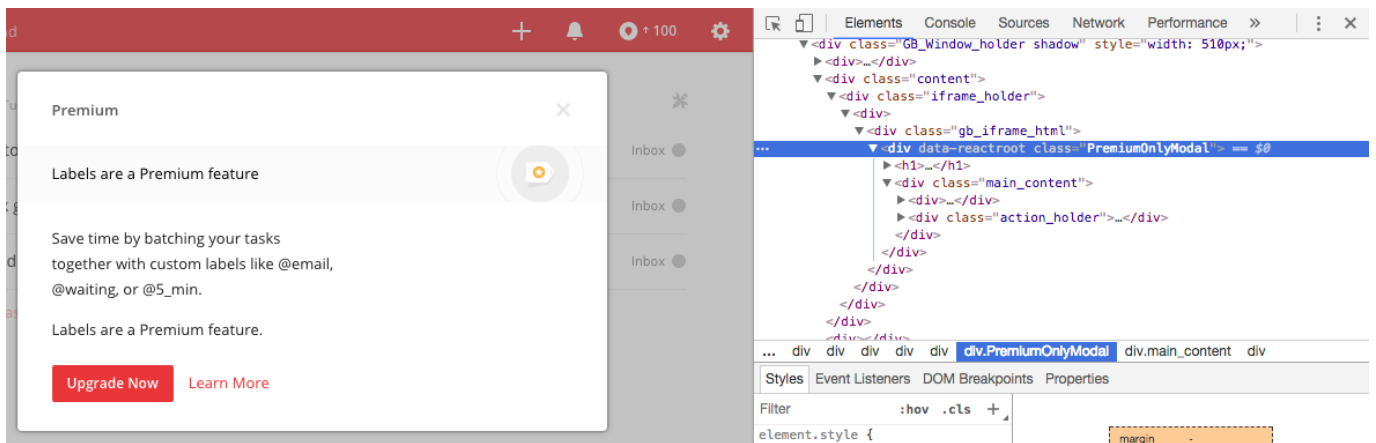 ↑ 100
Premium
Labels are a Premium feature
Save time by batching your tasks
together with custom labels like @email,
@waiting, or @5_min.
Labels are a Premium feature.
Upgrade Now Learn More
Inbox
Inbox
Inbox
Elements Console Sources Network Performance »
▼<div class="GB_Window_holder shadow" style="width: 510px;">
▶<div>…</div>
▼<div class="content">
▼<div class="iframe_holder">
▼<div>
▼<div class="gb_iframe_html">
… ▼<div data-reactroot class="PremiumOnlyModal"> == $0
▶<h1>…</h1>
▼<div class="main_content">
▶<div>…</div>
▶<div class="action_holder">…</div>
</div>
</div>
</div>
</div>
</div>
</div>
<div></div>
... div div div div div div.PremiumOnlyModal div.main_content div
Styles Event Listeners DOM Breakpoints Properties
Filter :hov .cls +
element.style {
margin -